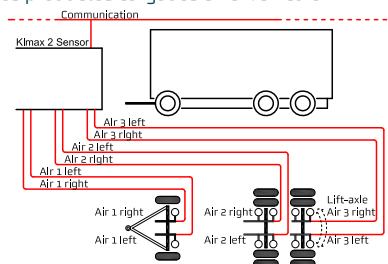 Communication
Klmax 2 Sensor
Air 3 left
Air 3 right
Air 2 left
Air 2 right
Air 1 left
Air 1 right
Lift-axle
Air 1 right
Air 2 right
Air 3 right
Air 1 left
Air 2 left
Air 3 left